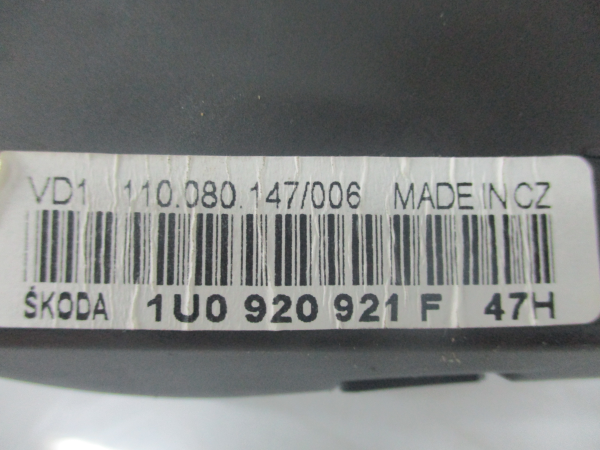 VD1 110.080.147/006 MADE IN CZ
ŠKODA 1U0 920 921 F 47H